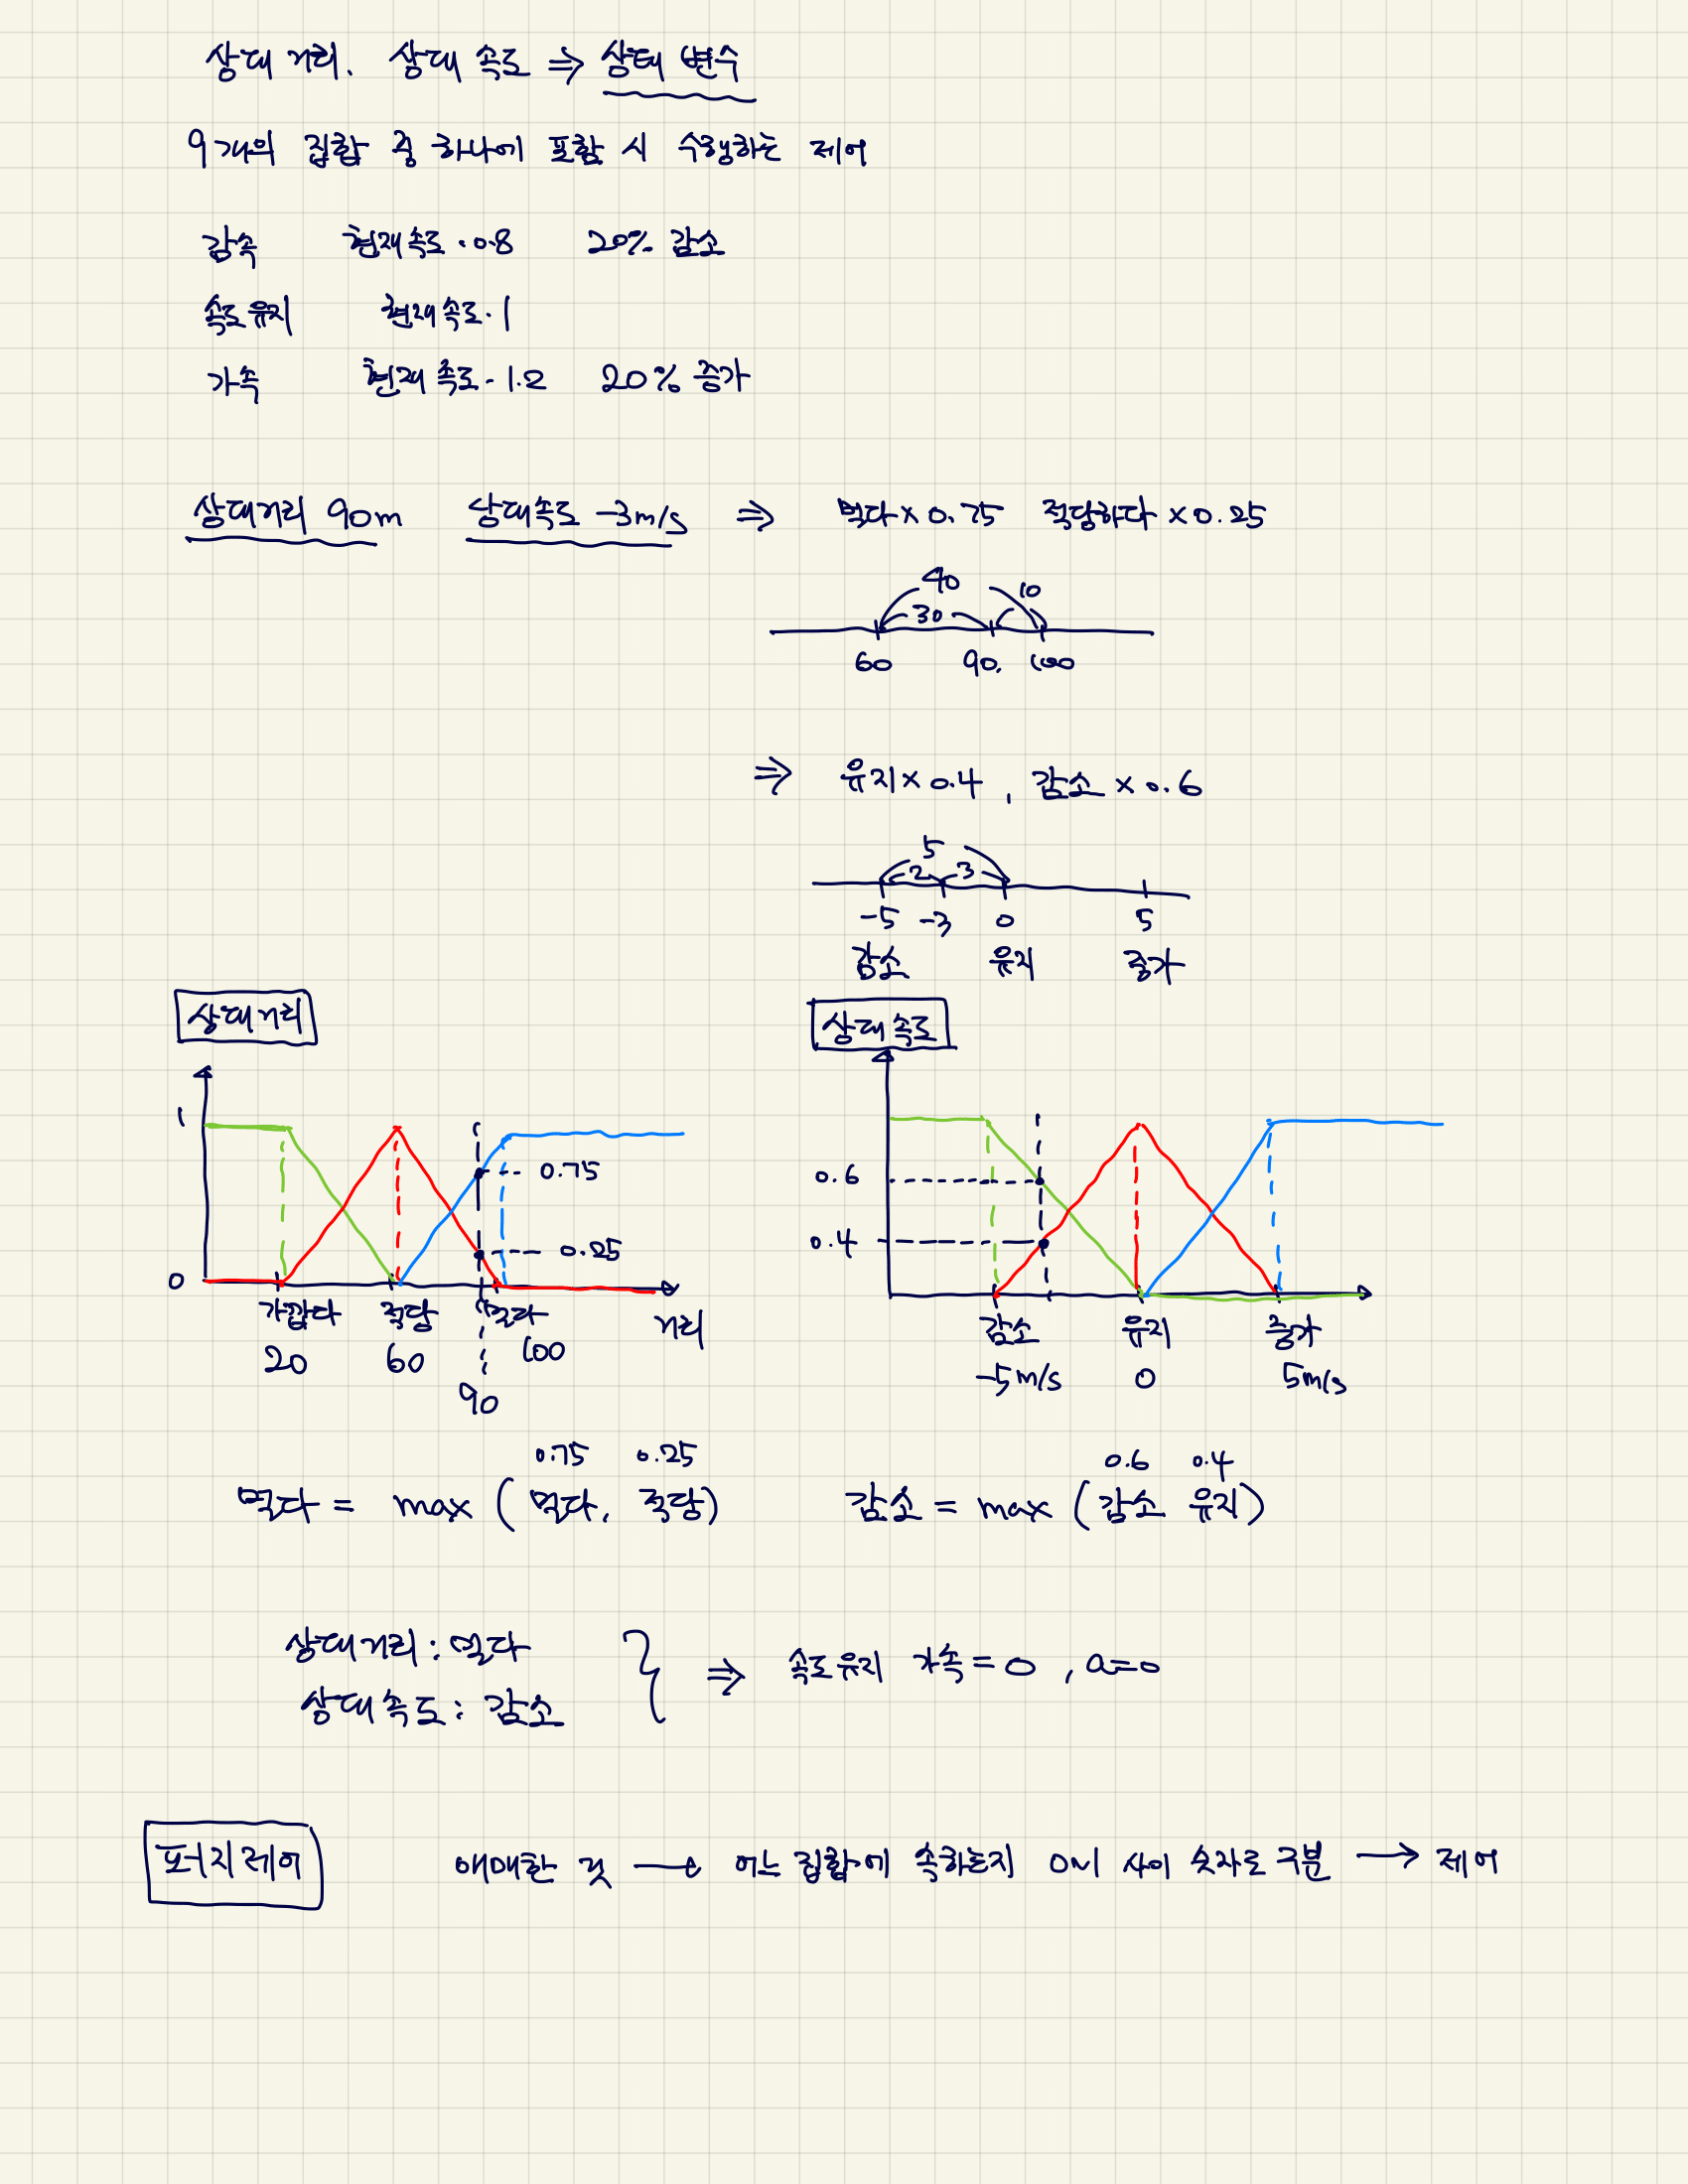 상대 거리. 상대 속도 ⇒ 상태 변수
9개의 집합 중 하나에 포함 시 수행하는 제어
감속 현재속도·0.8 20% 감소
속도유지 현재속도·1
가속 현재속도·1.2 20% 증가
상대거리 90m 상대속도 -3m/s ⇒ 멀다×0.75 적당하다×0.25
40 10
30
60 90. 100
⇒ 유지×0.4, 감소×0.6
5
2 3
-5 -3 0 5
감소 유지 증가
상대거리
1
0.75
0.25
0
가깝다 적당 멀다 거리
20 60 100
90
상대속도
0.6
0.4
감소 유지 증가
-5m/s 0 5m/s
0.75 0.25
멀다 = max (멀다, 적당)
0.6 0.4
감소 = max (감소 유지)
상대거리 : 멀다
상대속도 : 감소
⇒ 속도유지 가속=0, a=0
퍼지제어 애매한 것 → 어느 집합에 속하는지 0~1 사이 숫자로 구분 → 제어